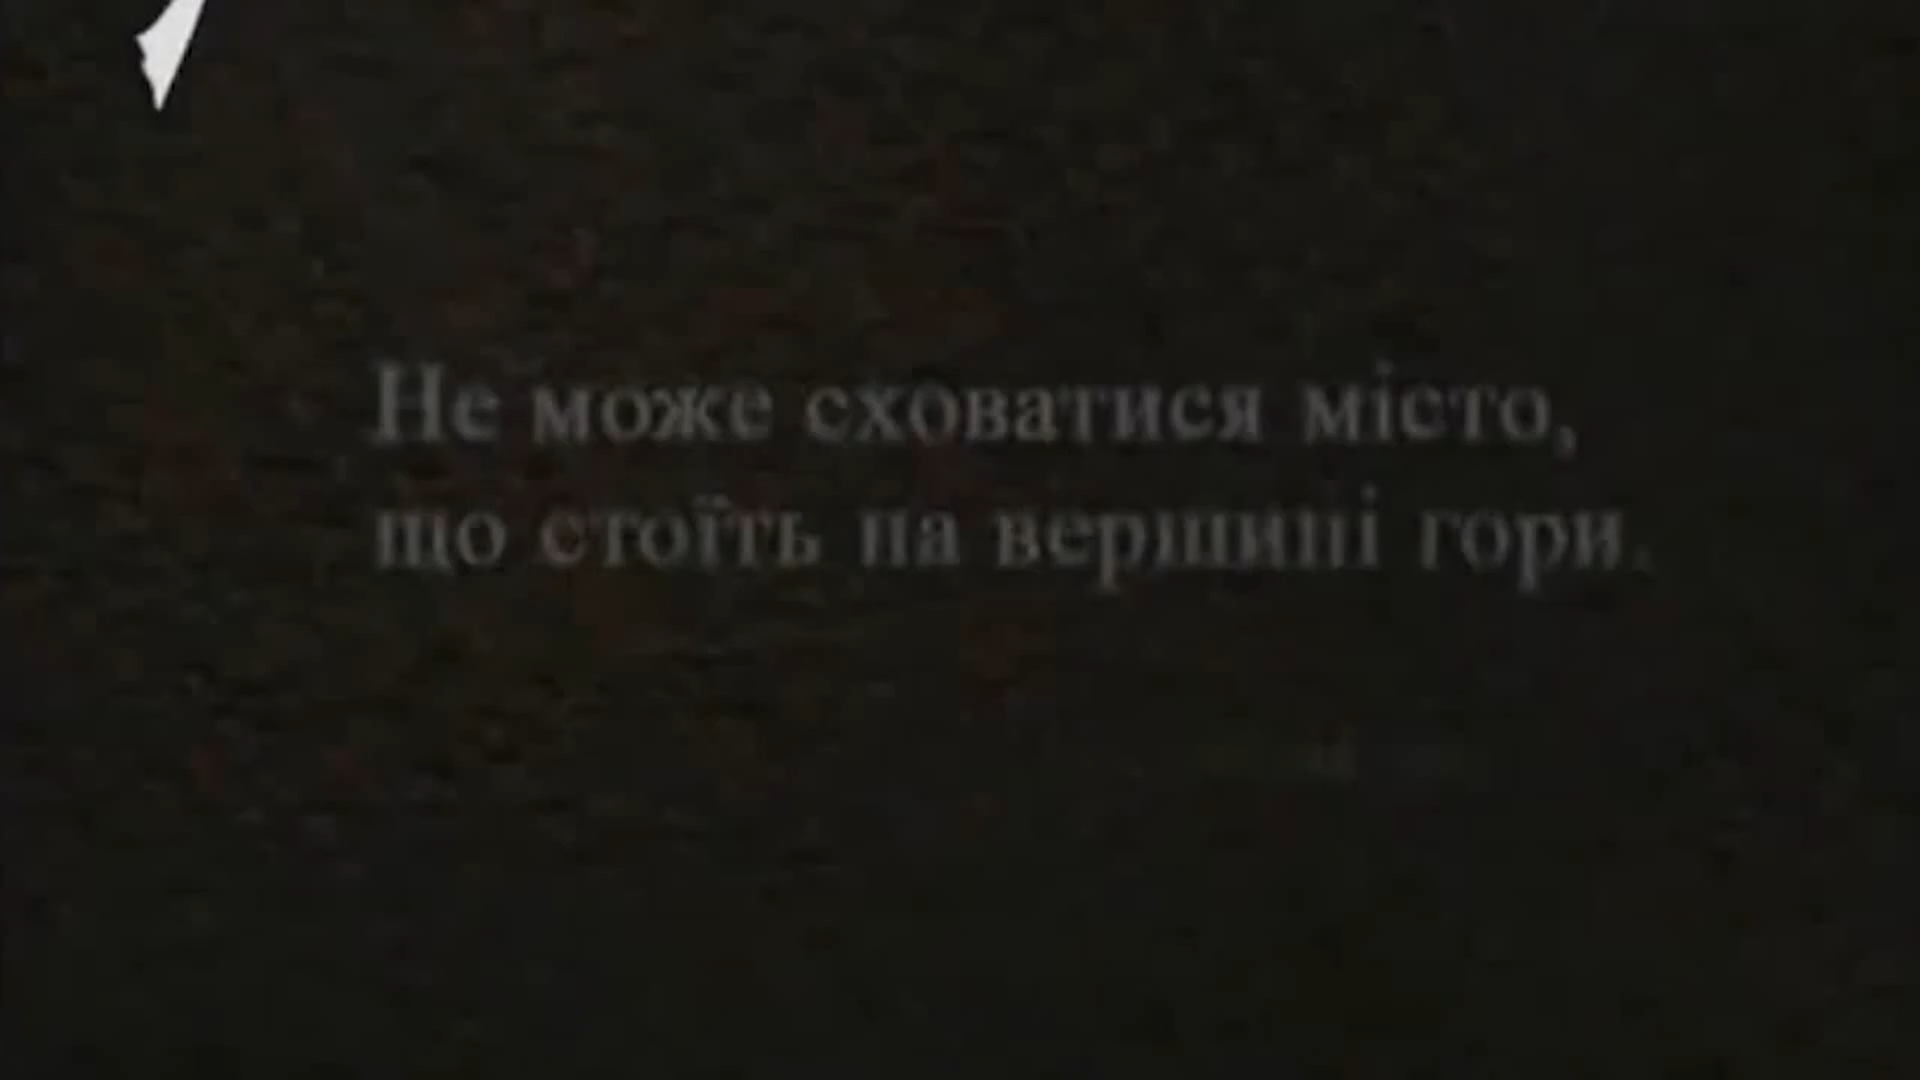 Не може сховатися місто,
що стоїть на вершині гори.